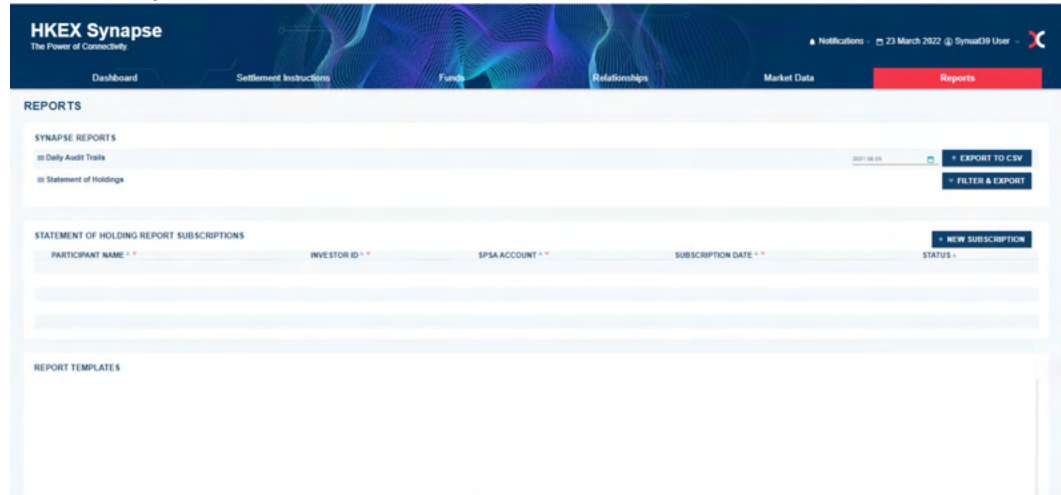 HKEX Synapse
The Power of Connectivity.
Notifications 23 March 2022 Synuat39 User
Dashboard Settlement Instructions Funds Relationships Market Data Reports
REPORTS
SYNAPSE REPORTS
Daily Audit Trails + EXPORT TO CSV
Statement of Holdings FILTER & EXPORT
STATEMENT OF HOLDING REPORT SUBSCRIPTIONS + NEW SUBSCRIPTION
PARTICIPANT NAME INVESTOR ID SPSA ACCOUNT SUBSCRIPTION DATE STATUS
REPORT TEMPLATES